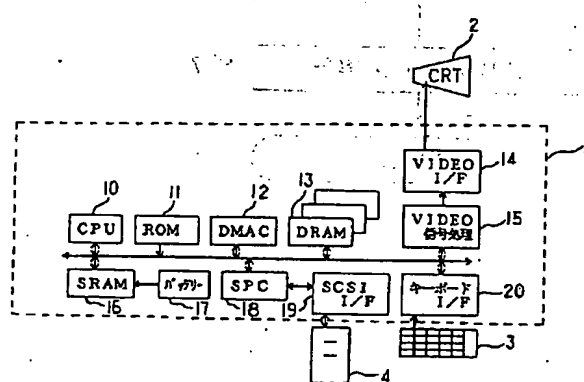 2
CRT
14
VIDEO
I/F
10
11
12
13
15
CPU
ROM
DMAC
DRAM
VIDEO
信号処理
SRAM
バッテリー
SPC
SCSI
I/F
キーボード
I/F
20
16
17
18
19
3
4